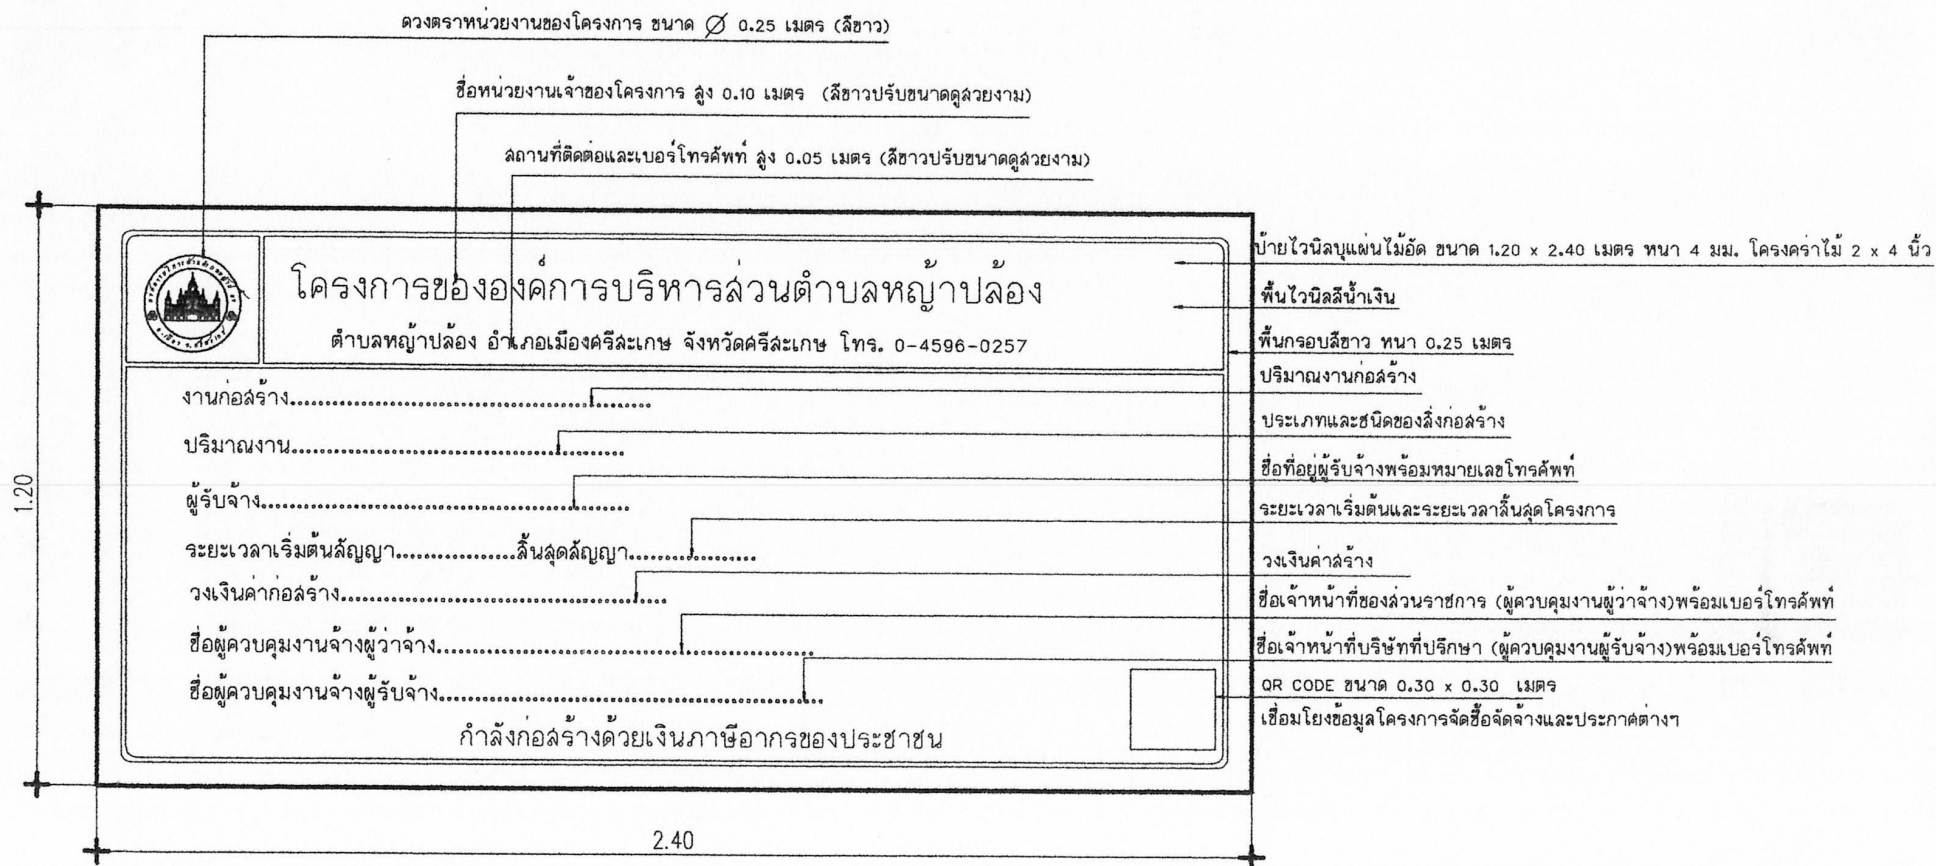 ดวงตราหน่วยงานของโครงการ ขนาด Ø 0.25 เมตร (สีขาว)
ชื่อหน่วยงานเจ้าของโครงการ สูง 0.10 เมตร (สีขาวปรับขนาดดูสวยงาม)
สถานที่ติดต่อและเบอร์โทรศัพท์ สูง 0.05 เมตร (สีขาวปรับขนาดดูสวยงาม)
โครงการขององค์การบริหารส่วนตำบลหญ้าปล้อง
ตำบลหญ้าปล้อง อำเภอเมืองศรีสะเกษ จังหวัดศรีสะเกษ โทร. 0-4596-0257
งานก่อสร้าง
ปริมาณงาน
ผู้รับจ้าง
ระยะเวลาเริ่มต้นสัญญา................สิ้นสุดสัญญา
วงเงินค่าก่อสร้าง
ชื่อผู้ควบคุมงานจ้างผู้ว่าจ้าง
ชื่อผู้ควบคุมงานจ้างผู้รับจ้าง
กำลังก่อสร้างด้วยเงินภาษีอากรของประชาชน
ป้ายไวนิลบุแผ่นไม้อัด ขนาด 1.20 x 2.40 เมตร หนา 4 มม. โครงคร่าไม้ 2 x 4 นิ้ว
พื้นไวนิลสีน้ำเงิน
พื้นกรอบสีขาว หนา 0.25 เมตร
ปริมาณงานก่อสร้าง
ประเภทและชนิดของสิ่งก่อสร้าง
ชื่อที่อยู่ผู้รับจ้างพร้อมหมายเลขโทรศัพท์
ระยะเวลาเริ่มต้นและระยะเวลาสิ้นสุดโครงการ
วงเงินค่าสร้าง
ชื่อเจ้าหน้าที่ของส่วนราชการ (ผู้ควบคุมงานผู้ว่าจ้าง)พร้อมเบอร์โทรศัพท์
ชื่อเจ้าหน้าที่บริษัทที่ปรึกษา (ผู้ควบคุมงานผู้รับจ้าง)พร้อมเบอร์โทรศัพท์
QR CODE ขนาด 0.30 x 0.30 เมตร
เชื่อมโยงข้อมูลโครงการจัดซื้อจัดจ้างและประกาศต่างๆ
1.20
2.40